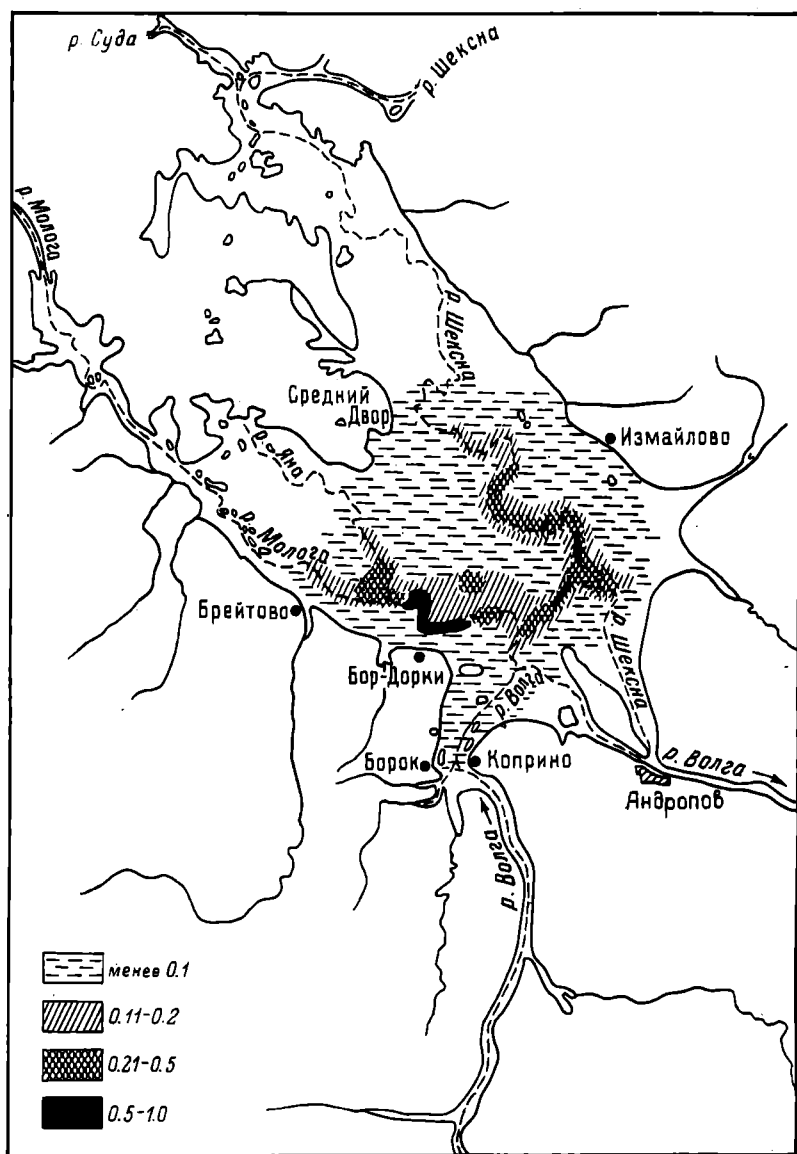 р. Суда
р. Шексна
р. Молога
р. Шексна
Средний
Двор
Измайлово
р. Яна
р. Молога
Брейтово
р. Шексна
Бор-Дорки
р. Волга
Борок
Коприно
р. Волга
Андропов
р. Волга
менев 0.1
0.11-0.2
0.21-0.5
0.5-1.0